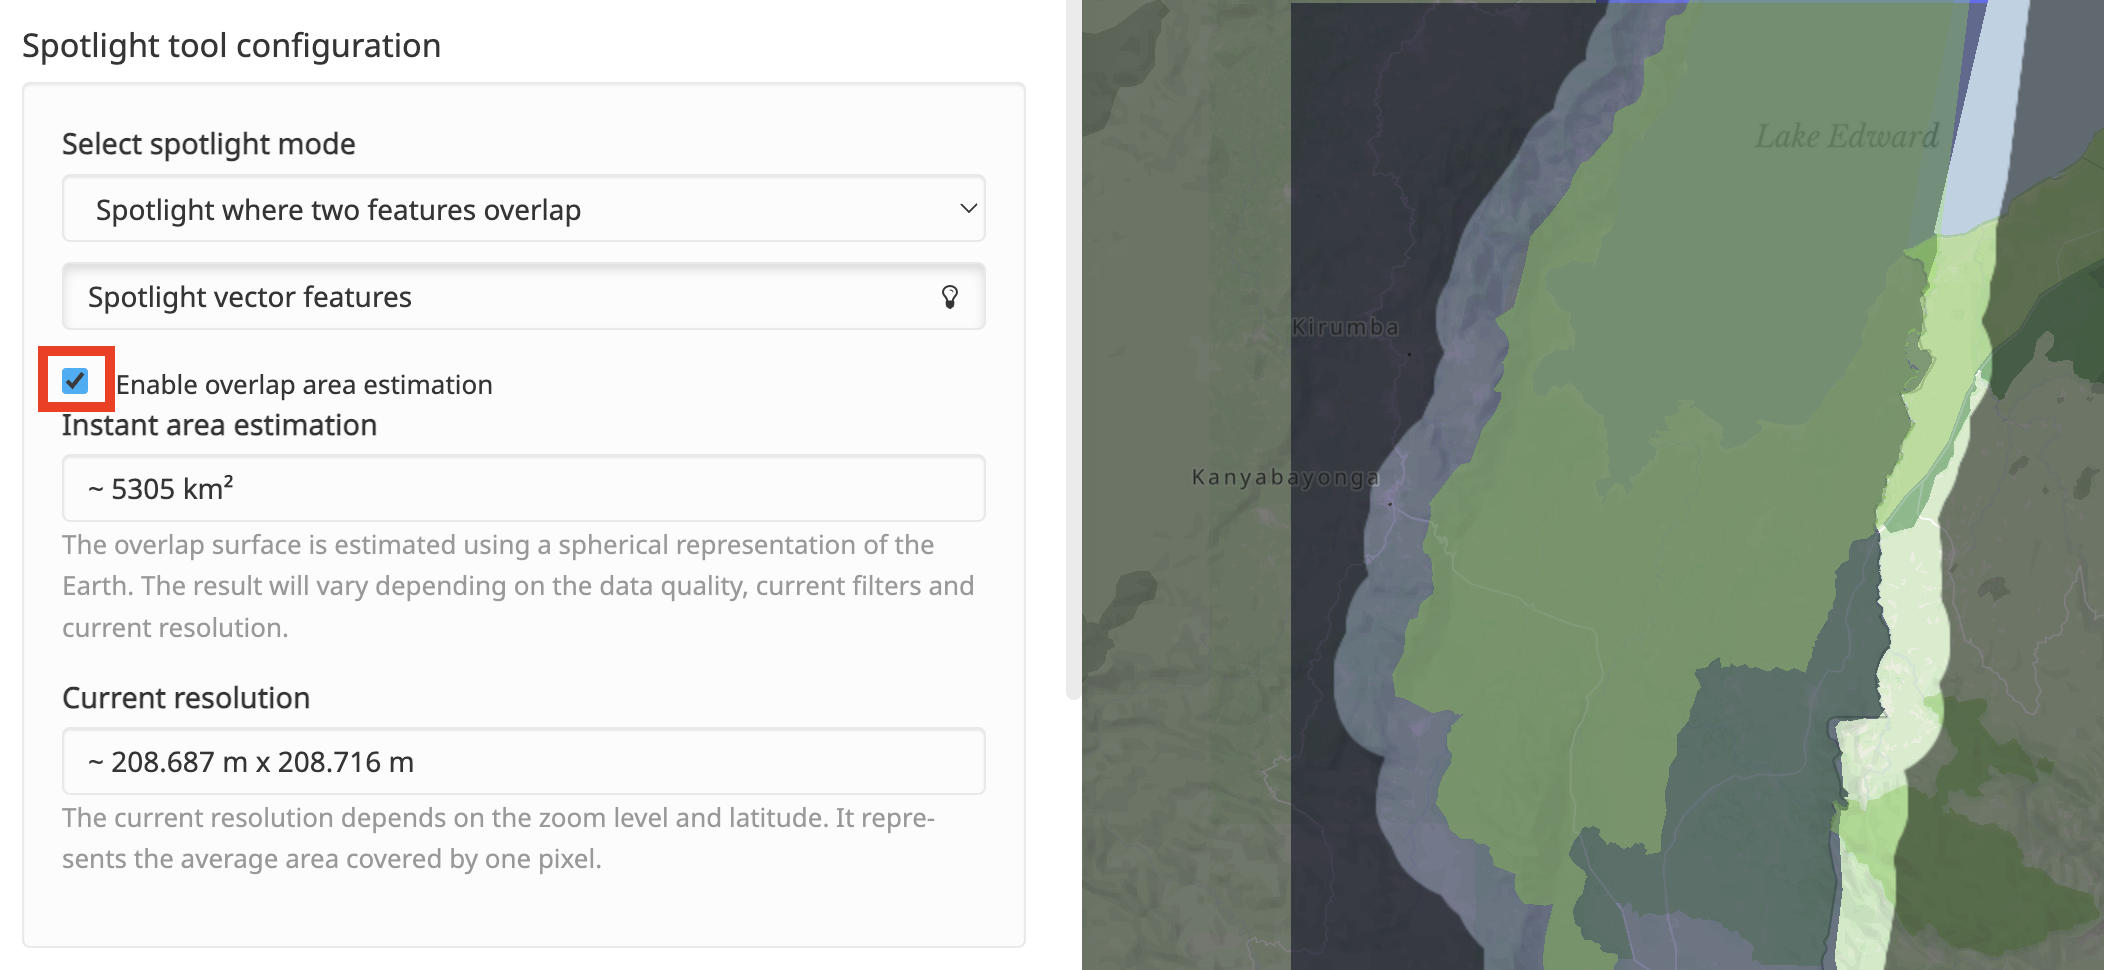 Spotlight tool configuration
Select spotlight mode
Spotlight where two features overlap
Spotlight vector features
Enable overlap area estimation
Instant area estimation
~ 5305 km²
The overlap surface is estimated using a spherical representation of the
Earth. The result will vary depending on the data quality, current filters and
current resolution.
Current resolution
~ 208.687 m x 208.716 m
The current resolution depends on the zoom level and latitude. It repre-
sents the average area covered by one pixel.
Lake Edward
Kirumba
Kanyabayonga